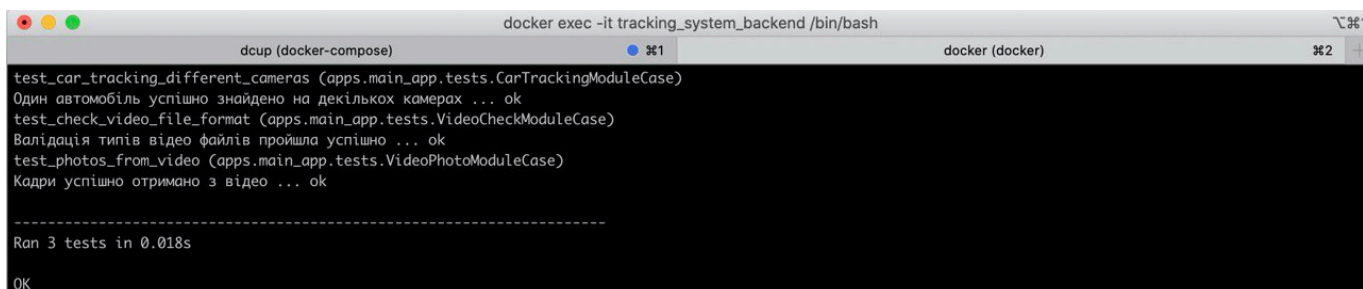 docker exec -it tracking_system_backend /bin/bash
dcup (docker-compose) ⌘1 docker (docker) ⌘2
test_car_tracking_different_cameras (apps.main_app.tests.CarTrackingModuleCase)
Один автомобіль успішно знайдено на декількох камерах ... ok
test_check_video_file_format (apps.main_app.tests.VideoCheckModuleCase)
Валідація типів відео файлів пройшла успішно ... ok
test_photos_from_video (apps.main_app.tests.VideoPhotoModuleCase)
Кадри успішно отримано з відео ... ok
----------------------------------------------------------------------
Ran 3 tests in 0.018s
OK